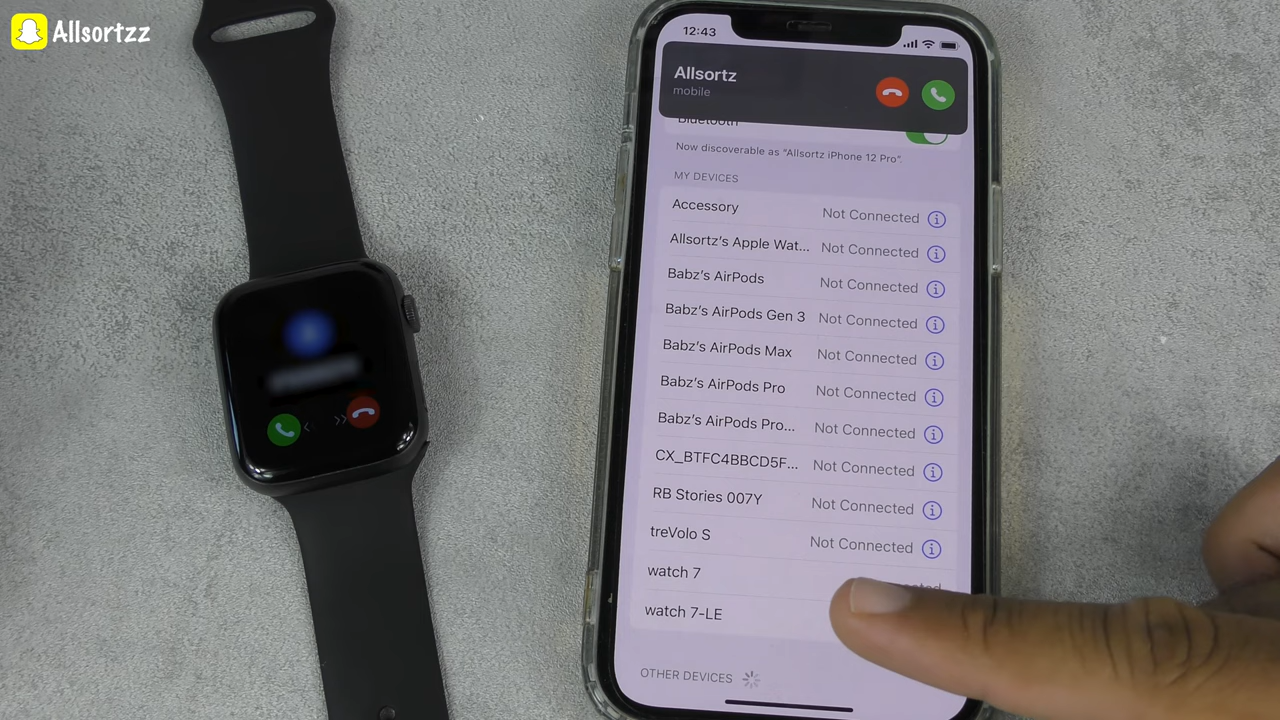 Allsortzz
12:43
Allsortz
mobile
Bluetooth
Now discoverable as "Allsortz iPhone 12 Pro".
MY DEVICES
Accessory Not Connected
Allsortz's Apple Wat... Not Connected
Babz's AirPods Not Connected
Babz's AirPods Gen 3 Not Connected
Babz's AirPods Max Not Connected
Babz's AirPods Pro Not Connected
Babz's AirPods Pro... Not Connected
CX_BTFC4BBCD5F... Not Connected
RB Stories 007Y Not Connected
treVolo S Not Connected
watch 7
watch 7-LE
OTHER DEVICES